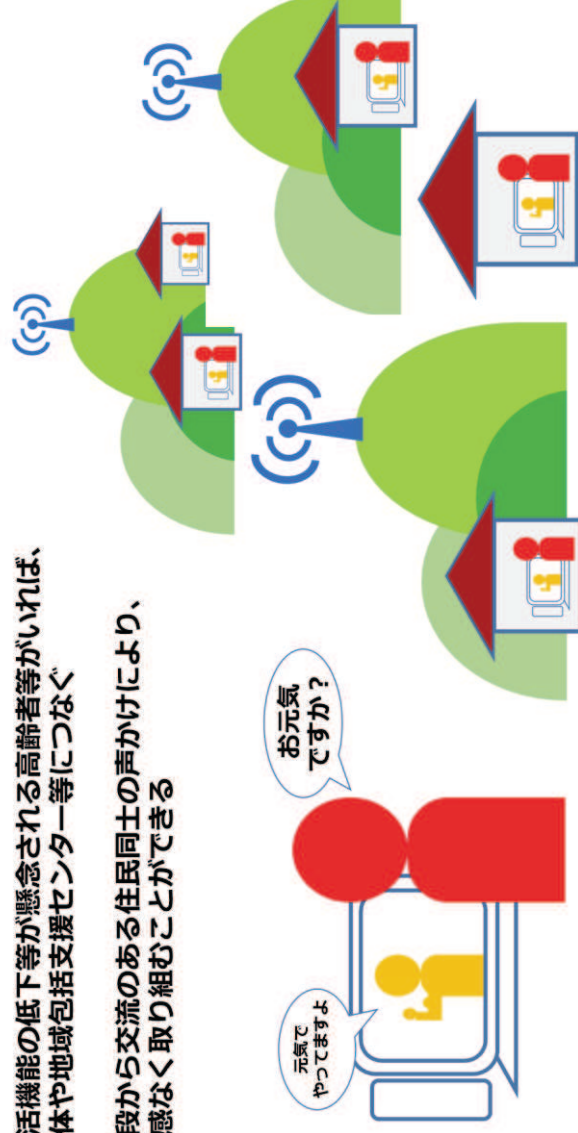 活機能の低下等が懸念される高齢者等がいれば、
体や地域包括支援センター等につなぐ
段から交流のある住民同士の声かけにより、
感なく取り組むことができる
お元気
ですか？
元気で
やってますよ